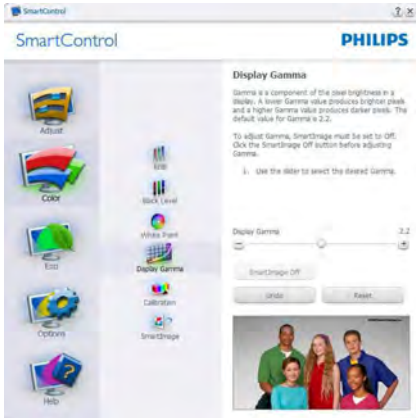 SmartControl
? ×
SmartControl
PHILIPS
Adjust
Color
Eco
Options
Help
RGB
Black Level
White Point
Display Gamma
Calibration
SmartImage
Display Gamma
Gamma is a component of the pixel brightness in a
display. A lower Gamma value produces brighter pixels
and a higher Gamma value produces darker pixels. The
default value for Gamma is 2.2.
To adjust Gamma, SmartImage must be set to Off.
Click the SmartImage Off button before adjusting
Gamma.
1. Use the slider to select the desired Gamma.
Display Gamma 2.2
SmartImage Off
Undo Reset